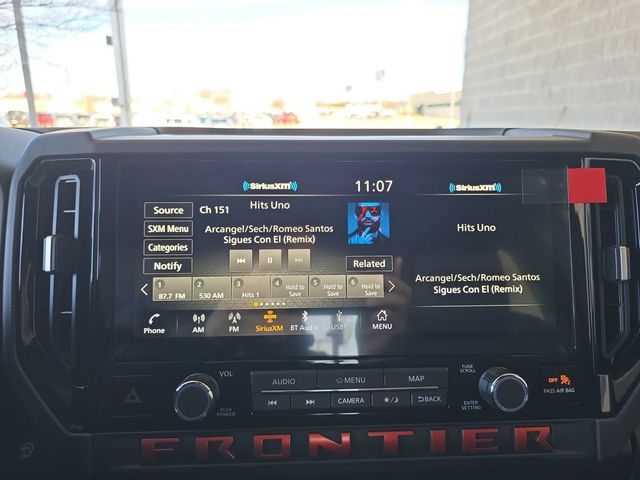 SiriusXM 11:07 SiriusXM
Source Ch 151 Hits Uno
SXM Menu Arcangel/Sech/Romeo Santos
Sigues Con El (Remix)
Categories
Notify Related
Hits Uno
Arcangel/Sech/Romeo Santos
Sigues Con El (Remix)
1 2 3 4 Hold to Save 5 Hold to Save 6 Hold to Save
87.7 FM 530 AM Hits 1
Phone AM FM SiriusXM BT Audio USB1 MENU
VOL AUDIO MENU MAP TUNE SCROLL
PUSH POWER CAMERA BACK ENTER SETTING
OFF
PASS AIR BAG
FRONTIER